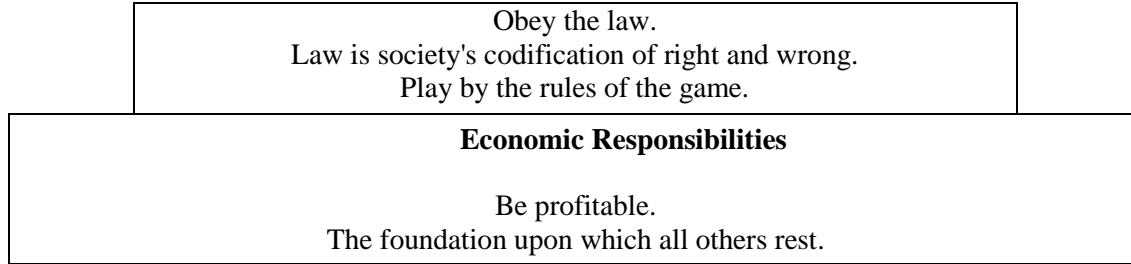 Obey the law.
Law is society's codification of right and wrong.
Play by the rules of the game.
Economic Responsibilities
Be profitable.
The foundation upon which all others rest.